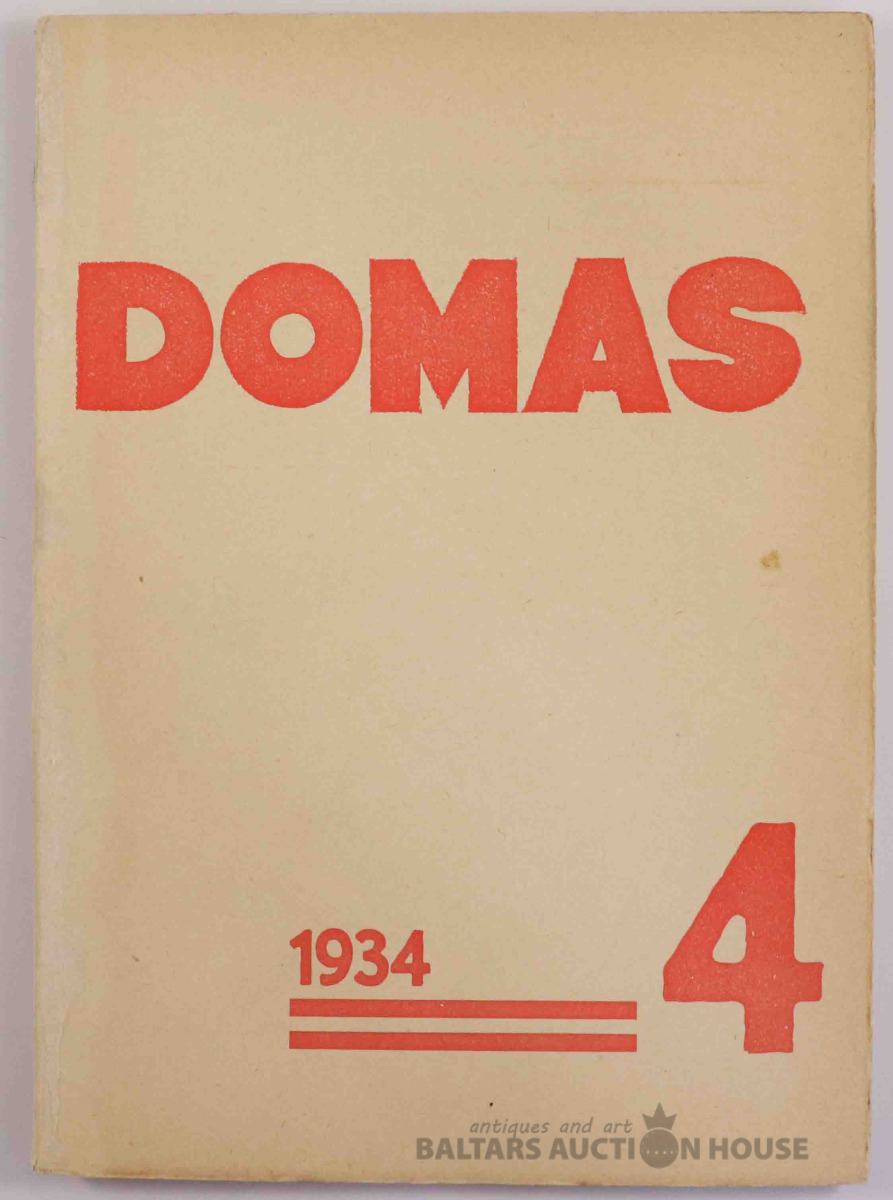 DOMAS
1934
4
antiques and art
BALTARS AUCTION HOUSE